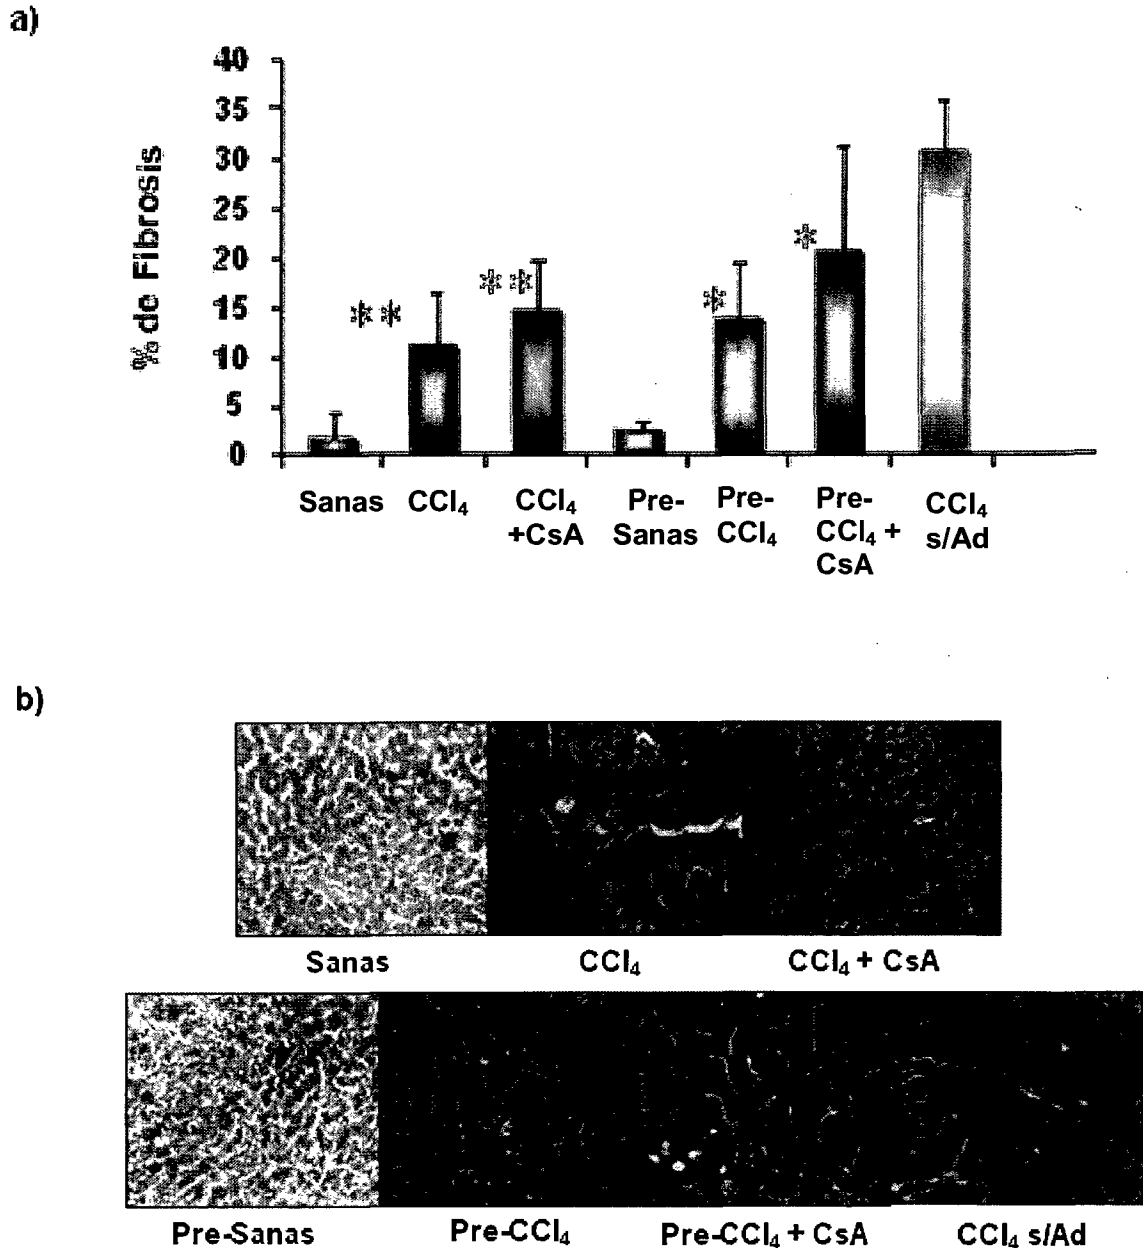 a)
% de Fibrosis
40
35
30
25
20
15
10
5
0
**
**
*
*
Sanas
CCl₄
CCl₄
+CsA
Pre-
Sanas
Pre-
CCl₄
Pre-
CCl₄ +
CsA
CCl₄
s/Ad
b)
Sanas
CCl₄
CCl₄ + CsA
Pre-Sanas
Pre-CCl₄
Pre-CCl₄ + CsA
CCl₄ s/Ad